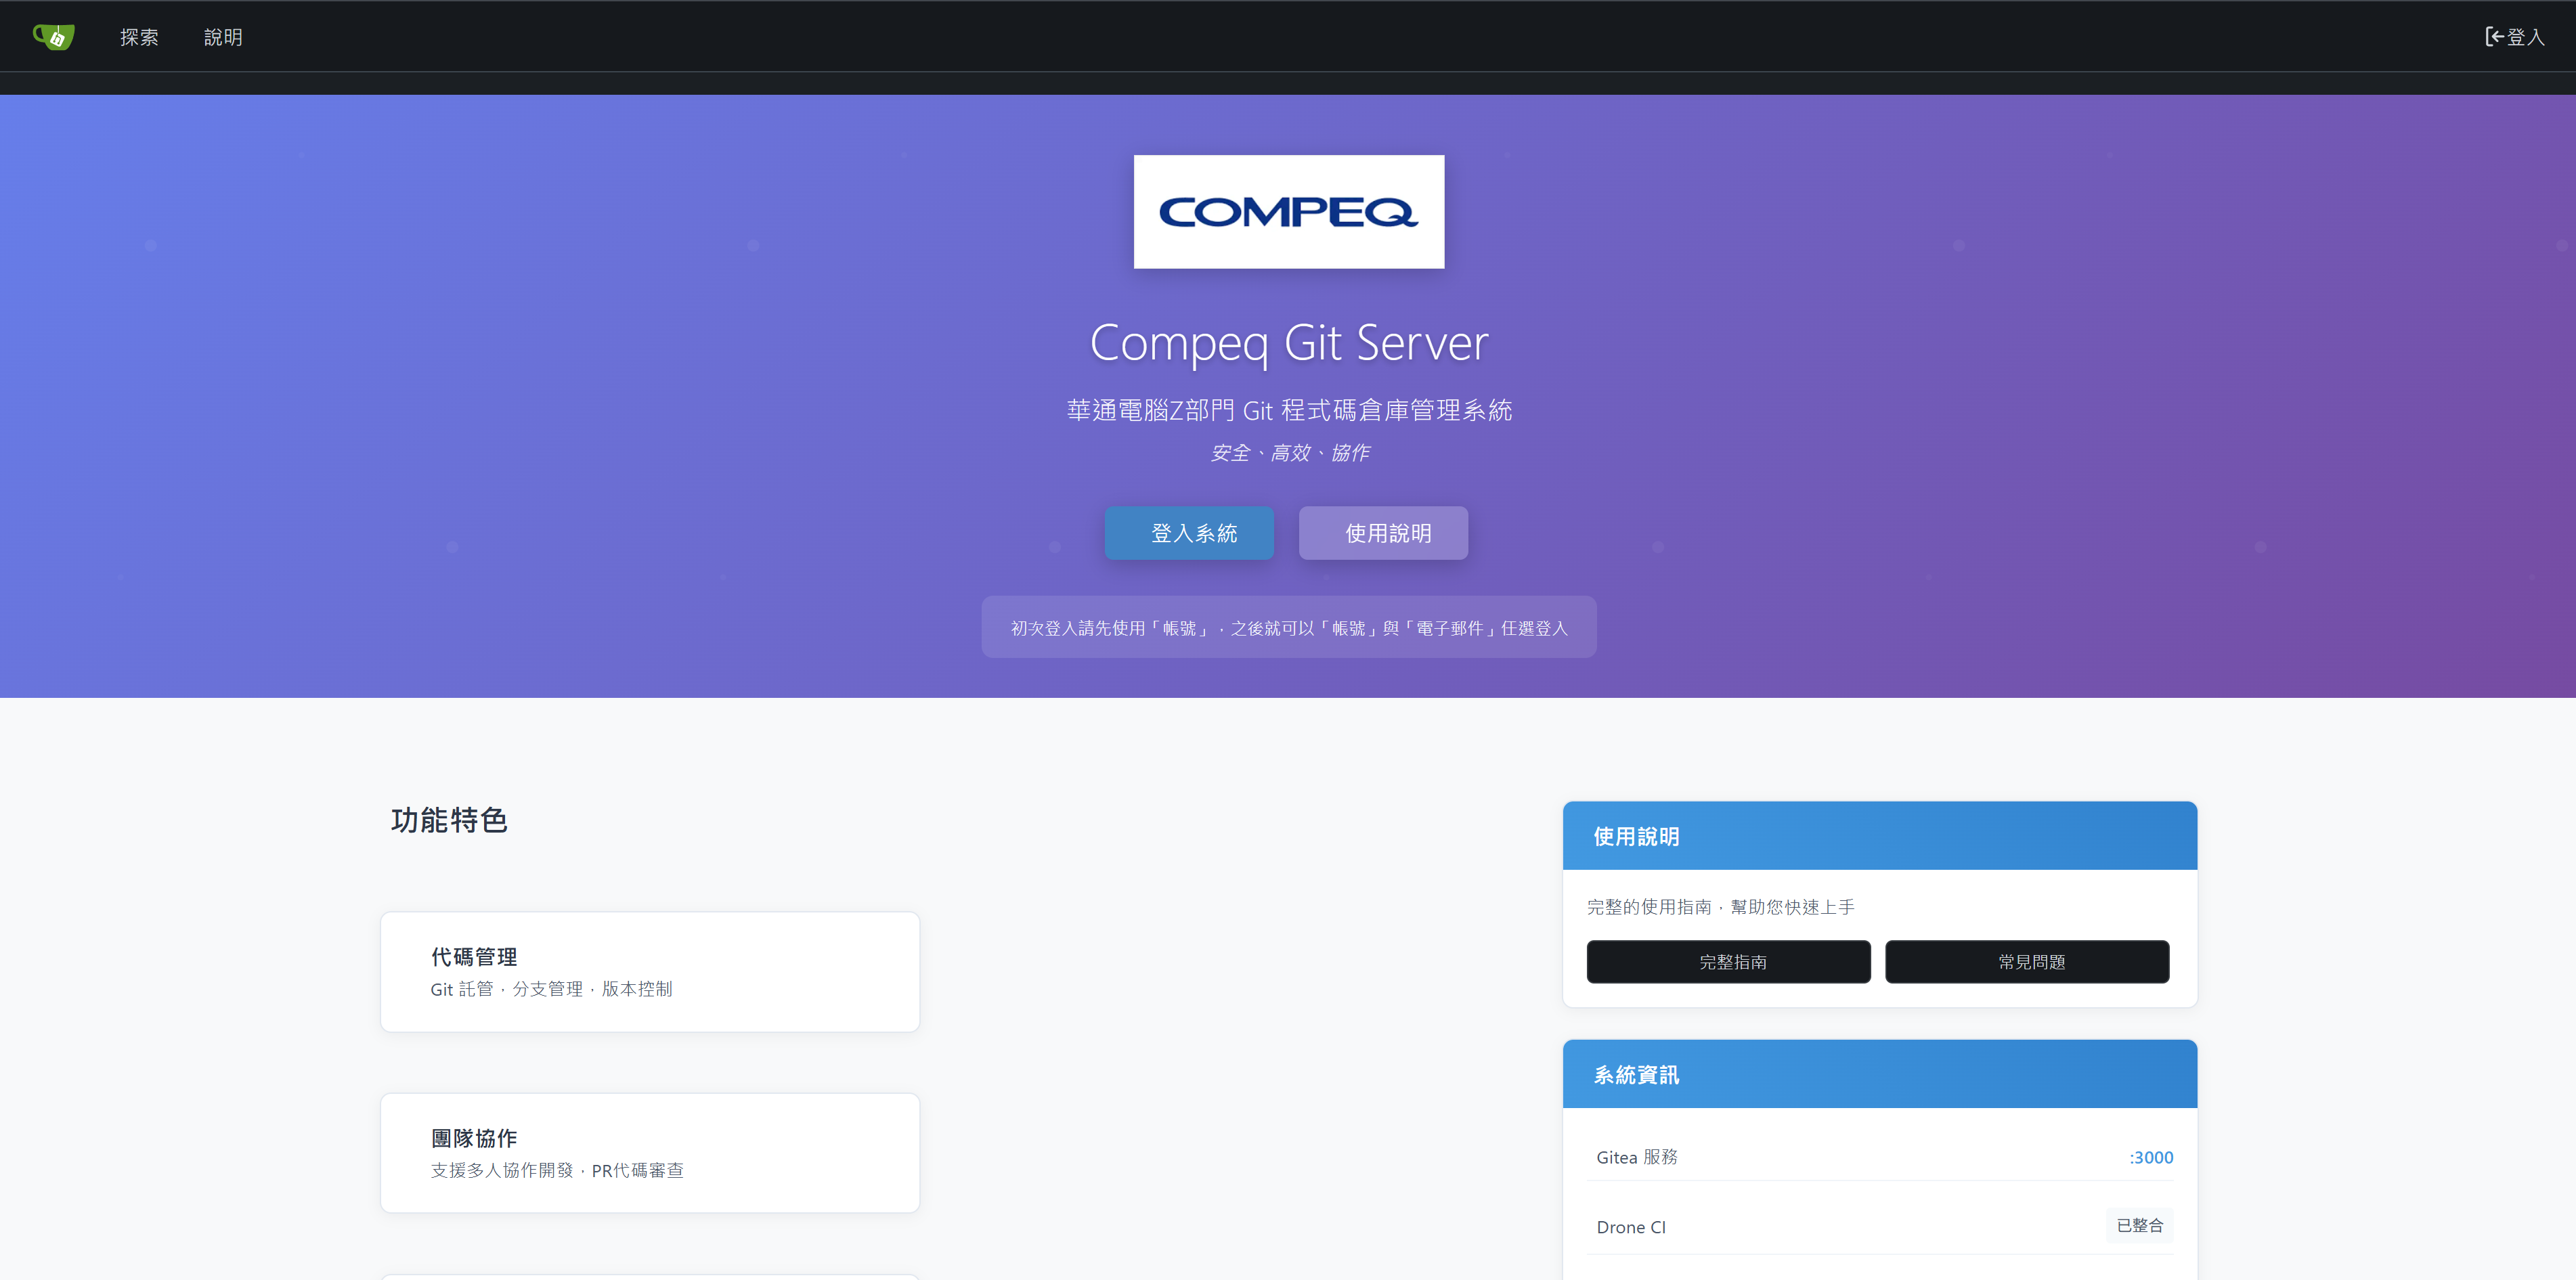 探索 說明 登入
COMPEQ
Compeq Git Server
華通電腦Z部門 Git 程式碼倉庫管理系統
安全、高效、協作
登入系統 使用說明
初次登入請先使用「帳號」，之後就可以「帳號」與「電子郵件」任選登入
功能特色
代碼管理
Git 託管，分支管理，版本控制
團隊協作
支援多人協作開發，PR代碼審查
使用說明
完整的使用指南，幫助您快速上手
完整指南 常見問題
系統資訊
Gitea 服務 :3000
Drone CI 已整合